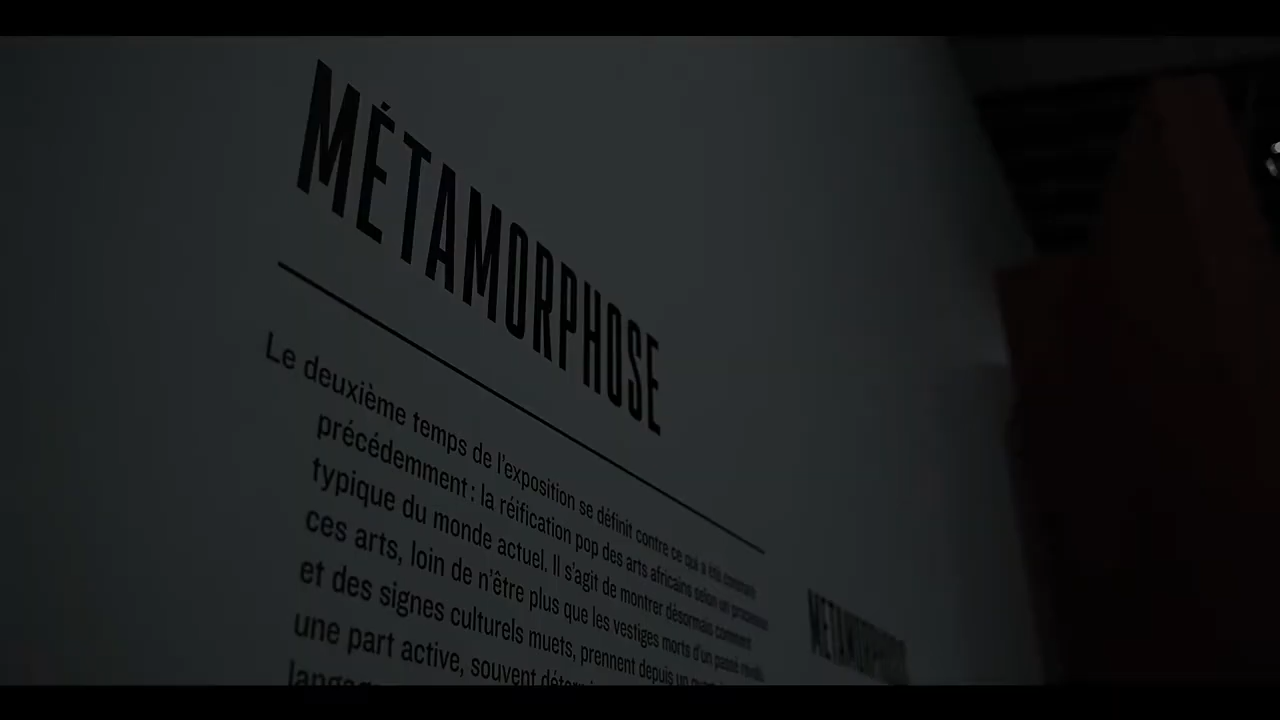 MÉTAMORPHOSE
Le deuxième temps de l'exposition se définit contre ce qui a été
précédemment : la réification pop des arts africains selon un processus
typique du monde actuel. Il s'agit de montrer désormais comment
ces arts, loin de n'être plus que les vestiges morts d'un passé
et des signes culturels muets, prennent depuis un
une part active, souvent
METAMORPHOSIS